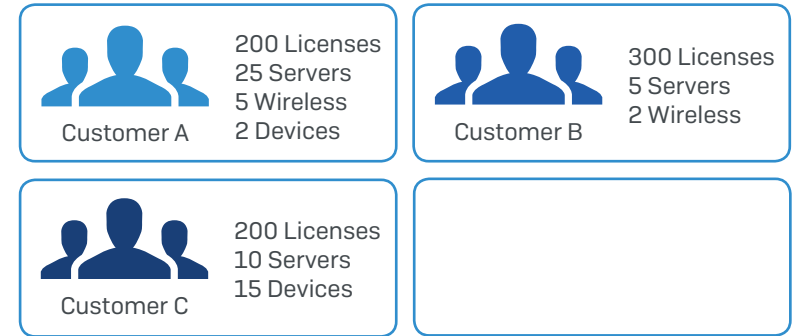 200 Licenses
25 Servers
5 Wireless
2 Devices
Customer A
300 Licenses
5 Servers
2 Wireless
Customer B
200 Licenses
10 Servers
15 Devices
Customer C